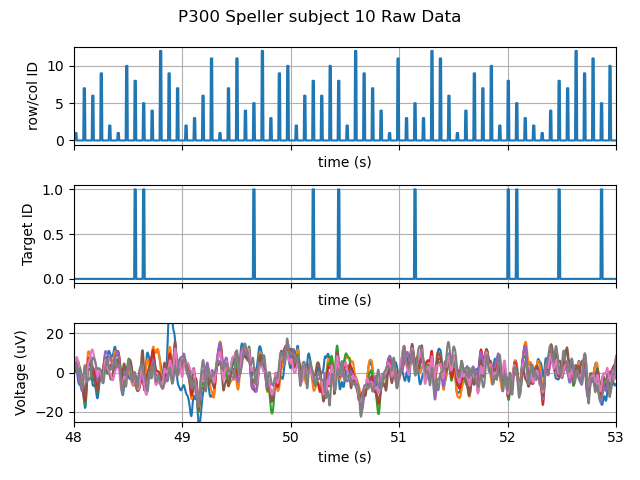 P300 Speller subject 10 Raw Data
row/col ID
10
5
0
time (s)
Target ID
1.0
0.5
0.0
time (s)
Voltage (uV)
20
0
−20
48
49
50
51
52
53
time (s)